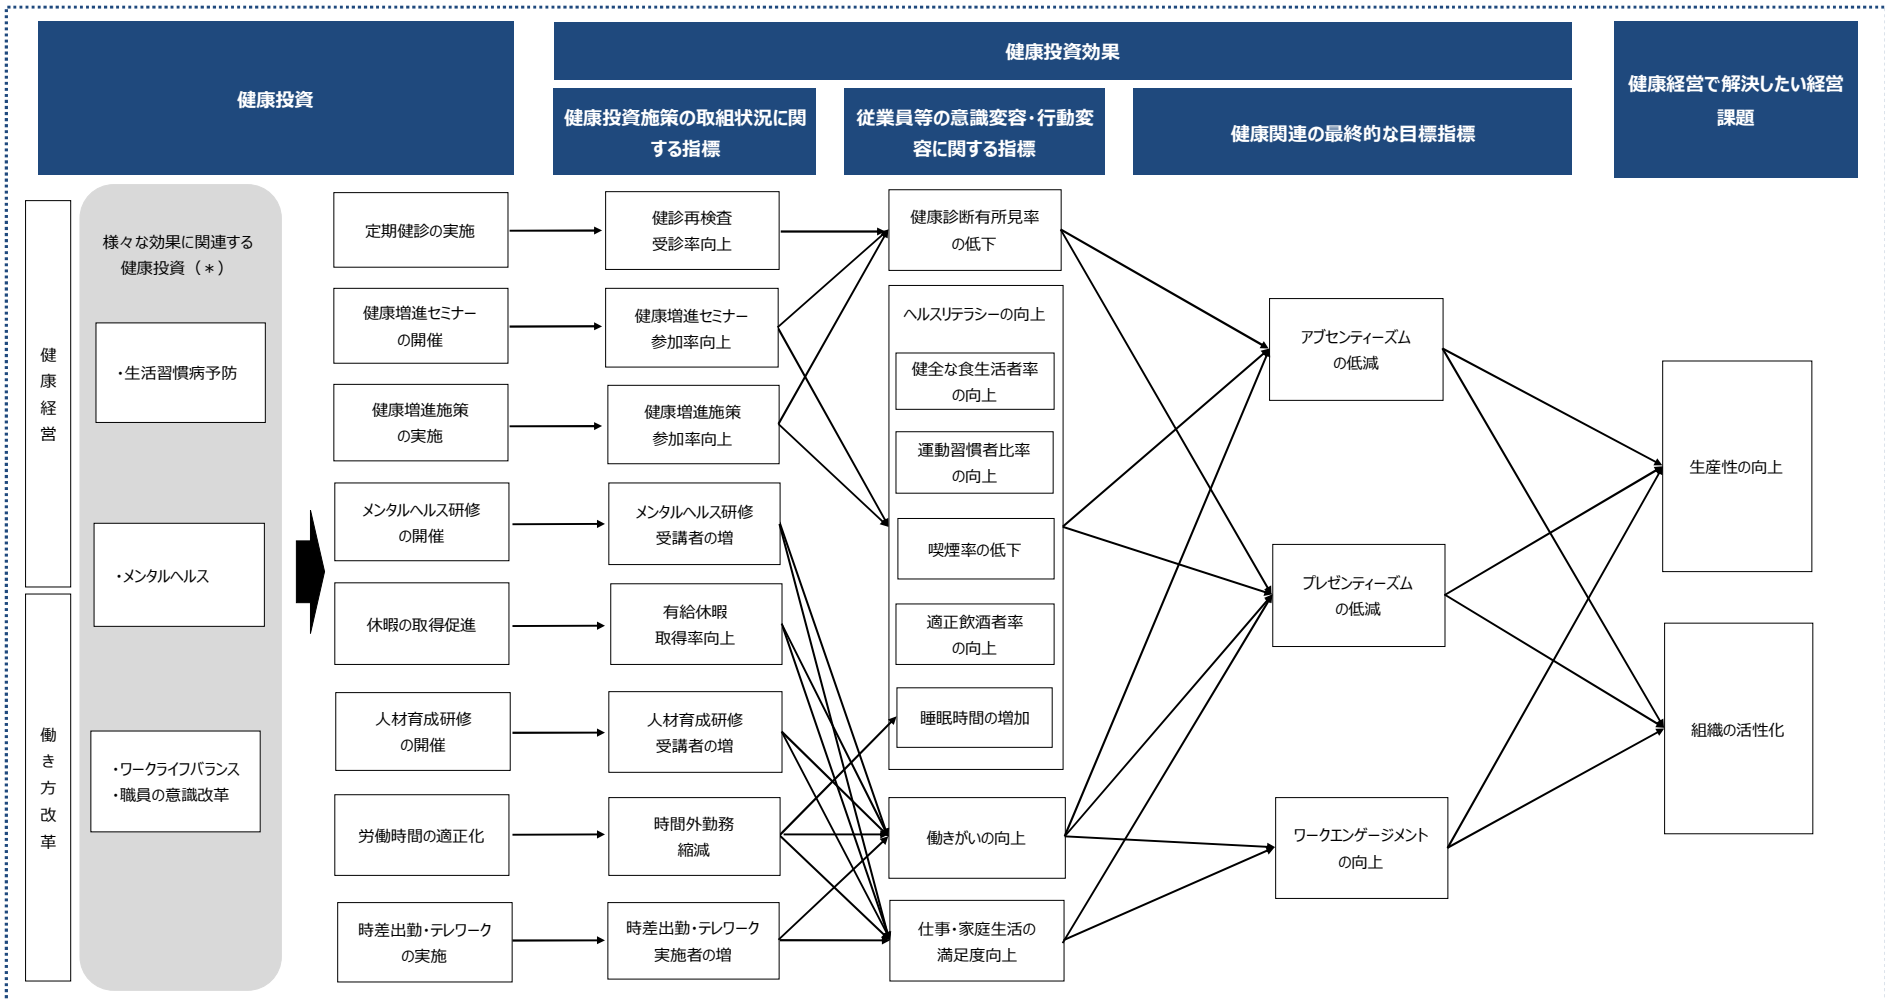 健康投資
健康投資効果
健康経営で解決したい経営
課題
健康投資施策の取組状況に関
する指標
従業員等の意識変容・行動変
容に関する指標
健康関連の最終的な目標指標
健康経営
働き方改革
様々な効果に関連する
健康投資（＊）
・生活習慣病予防
・メンタルヘルス
・ワークライフバランス
・職員の意識改革
定期健診の実施
健康増進セミナー
の開催
健康増進施策
の実施
メンタルヘルス研修
の開催
休暇の取得促進
人材育成研修
の開催
労働時間の適正化
時差出勤・テレワーク
の実施
健診再検査
受診率向上
健康増進セミナー
参加率向上
健康増進施策
参加率向上
メンタルヘルス研修
受講者の増
有給休暇
取得率向上
人材育成研修
受講者の増
時間外勤務
縮減
時差出勤・テレワーク
実施者の増
健康診断有所見率
の低下
ヘルスリテラシーの向上
健全な食生活者率
の向上
運動習慣者比率
の向上
喫煙率の低下
適正飲酒者率
の向上
睡眠時間の増加
働きがいの向上
仕事・家庭生活の
満足度向上
アブセンティーズム
の低減
プレゼンティーズム
の低減
ワークエンゲージメント
の向上
生産性の向上
組織の活性化